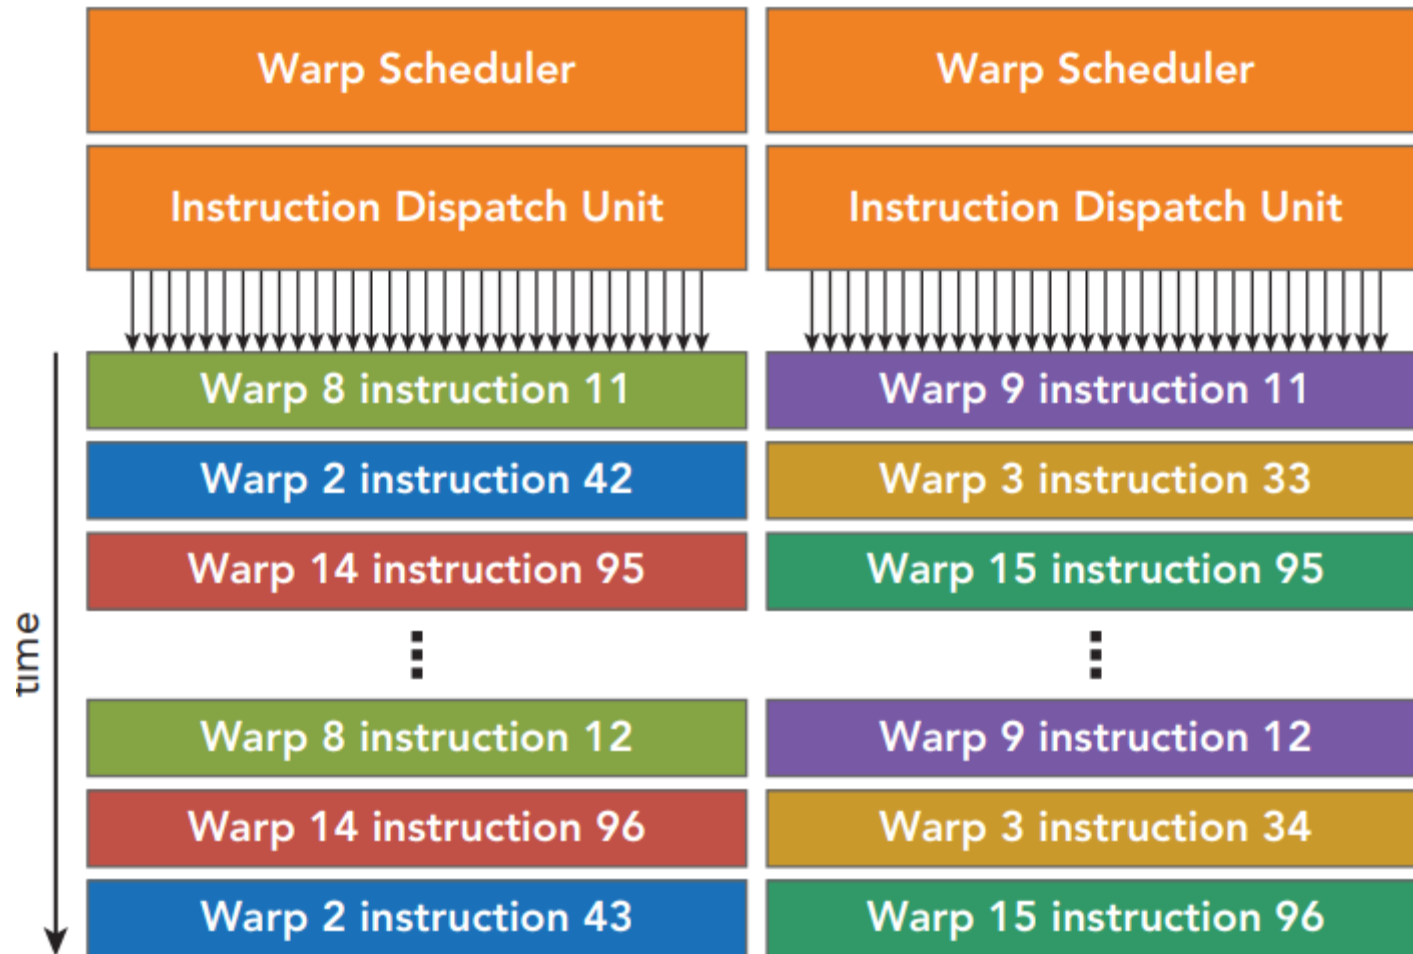 Warp Scheduler
Warp Scheduler
Instruction Dispatch Unit
Instruction Dispatch Unit
Warp 8 instruction 11
Warp 9 instruction 11
Warp 2 instruction 42
Warp 3 instruction 33
Warp 14 instruction 95
Warp 15 instruction 95
time
Warp 8 instruction 12
Warp 9 instruction 12
Warp 14 instruction 96
Warp 3 instruction 34
Warp 2 instruction 43
Warp 15 instruction 96